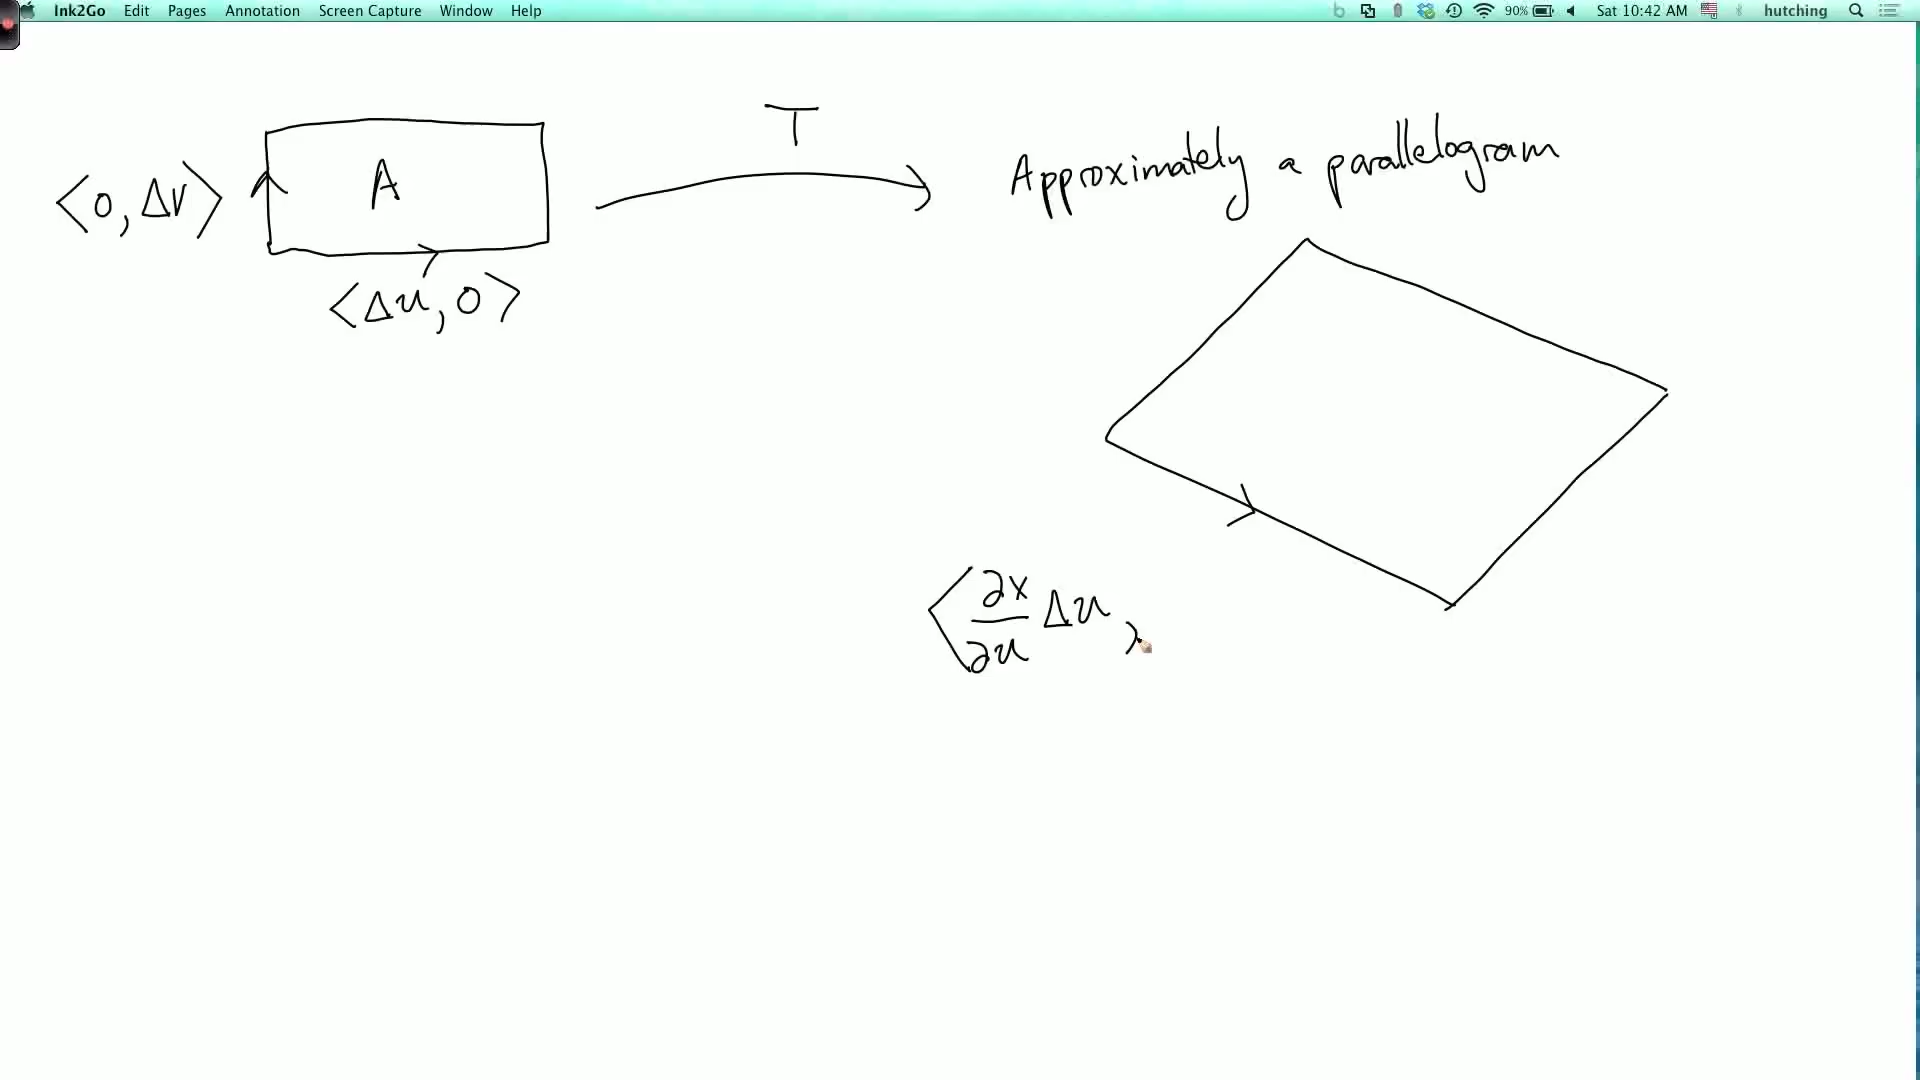 Ink2Go Edit Pages Annotation Screen Capture Window Help 90% Sat 10:42 AM hutching
T
Approximately a parallelogram
<0, Δv> A
<Δu, 0>
<∂x/∂u Δu,